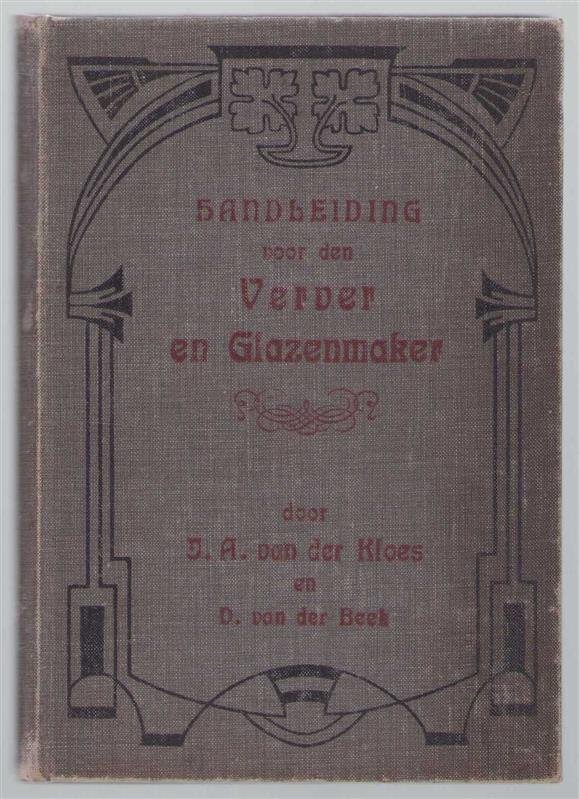 HANDLEIDING
voor den
Verver
en Glazenmaker
door
J. A. van der Kloes
en
D. van der Beek